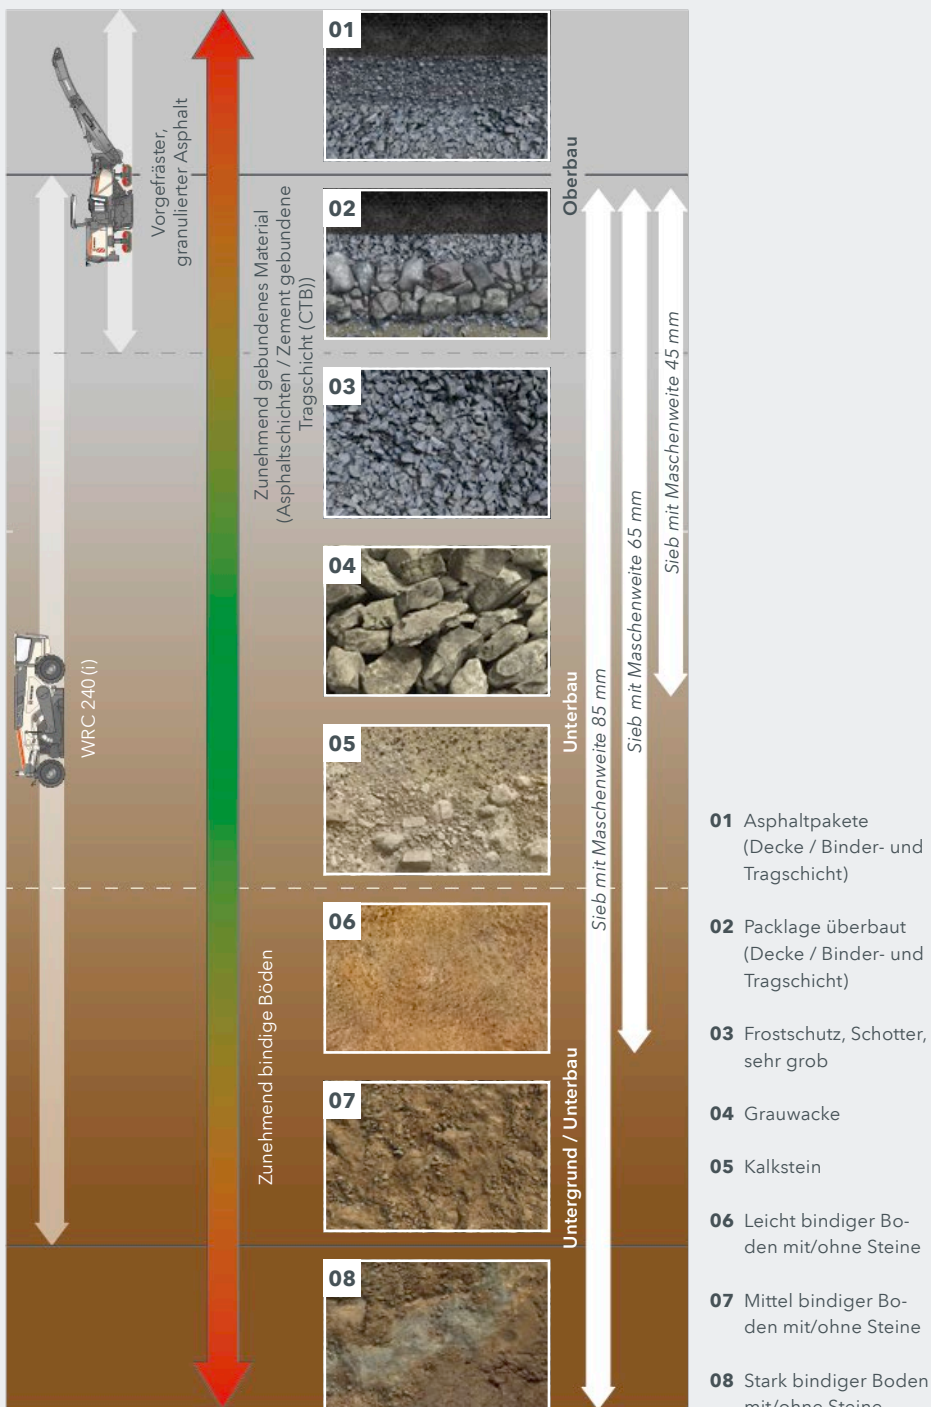 Vorgefräster,
granulierter Asphalt
WRC 240 (i)
Zunehmend gebundenes Material
(Asphaltschichten / Zement gebundene
Tragschicht (CTB))
Zunehmend bindige Böden
01
02
03
04
05
06
07
08
Oberbau
Unterbau
Untergrund / Unterbau
Sieb mit Maschenweite 85 mm
Sieb mit Maschenweite 65 mm
Sieb mit Maschenweite 45 mm
01 Asphaltpakete
(Decke / Binder- und
Tragschicht)
02 Packlage überbaut
(Decke / Binder- und
Tragschicht)
03 Frostschutz, Schotter,
sehr grob
04 Grauwacke
05 Kalkstein
06 Leicht bindiger Bo-
den mit/ohne Steine
07 Mittel bindiger Bo-
den mit/ohne Steine
08 Stark bindiger Boden
mit/ohne Steine